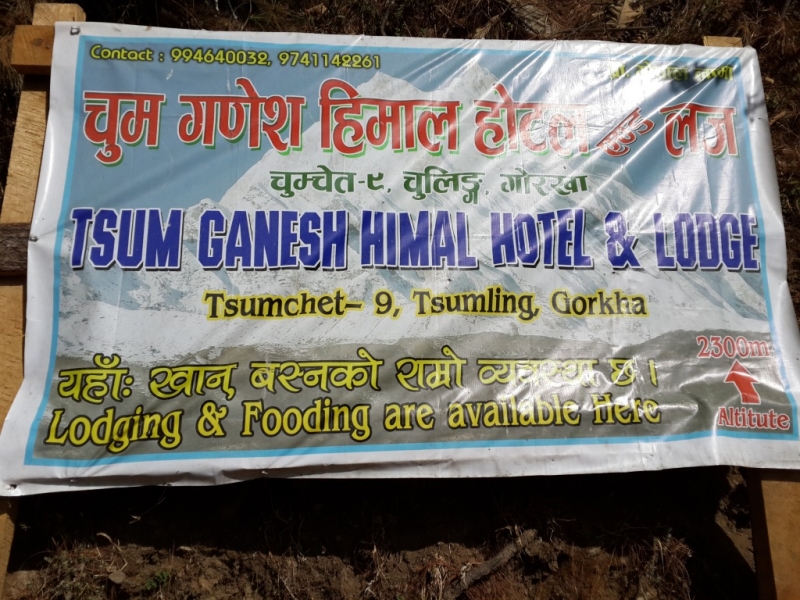 Contact : 994640032, 9741142261
प्रो.
चुम गणेश हिमाल होटल एण्ड लज
चुम्चेत-९, चुलिङ्ग, गोरखा
TSUM GANESH HIMAL HOTEL & LODGE
Tsumchet– 9, Tsumling, Gorkha
यहाँः खान, बस्नको राम्रो व्यवस्था छ ।
Lodging & Fooding are available Here
2300m
Altitute